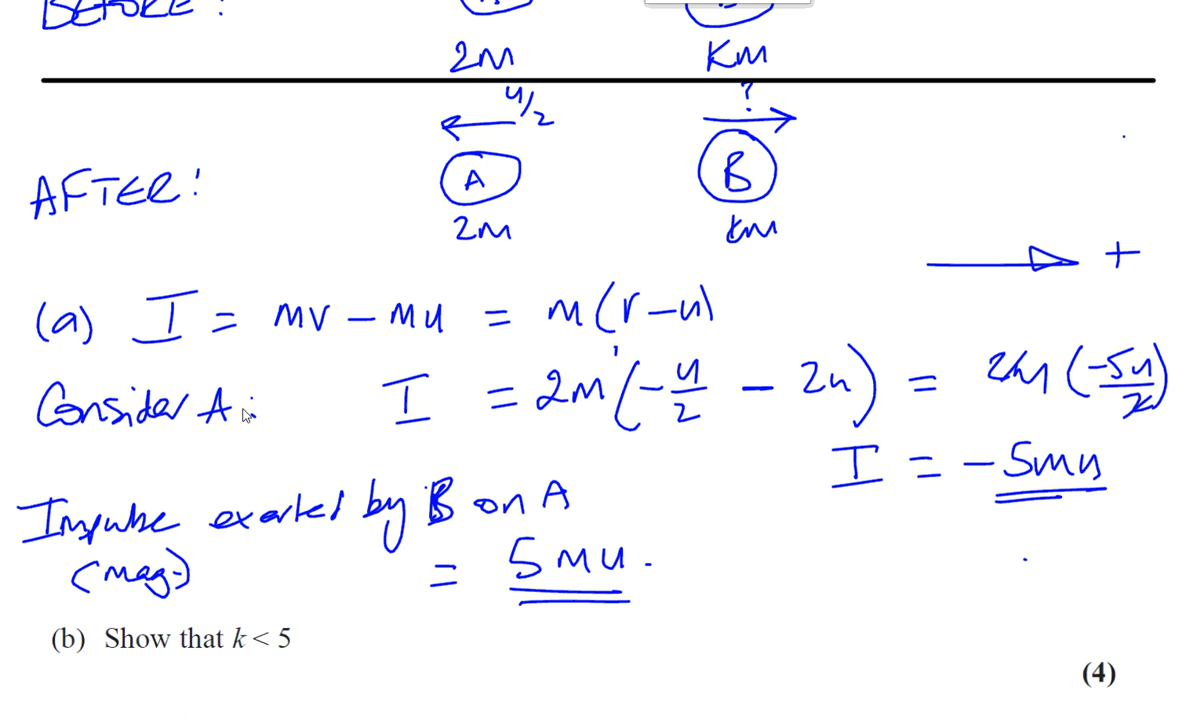 BEFORE :
2m km
u/2 ?
A B
AFTER!
2m km
+
(a) I = mv - mu = m(v-u)
Consider A: I = 2m(-u/2 - 2u) = 2m(-5u/2)
I = -5mu
Impulse exerted by B on A
(mag.) = 5mu.
(b) Show that k < 5
(4)